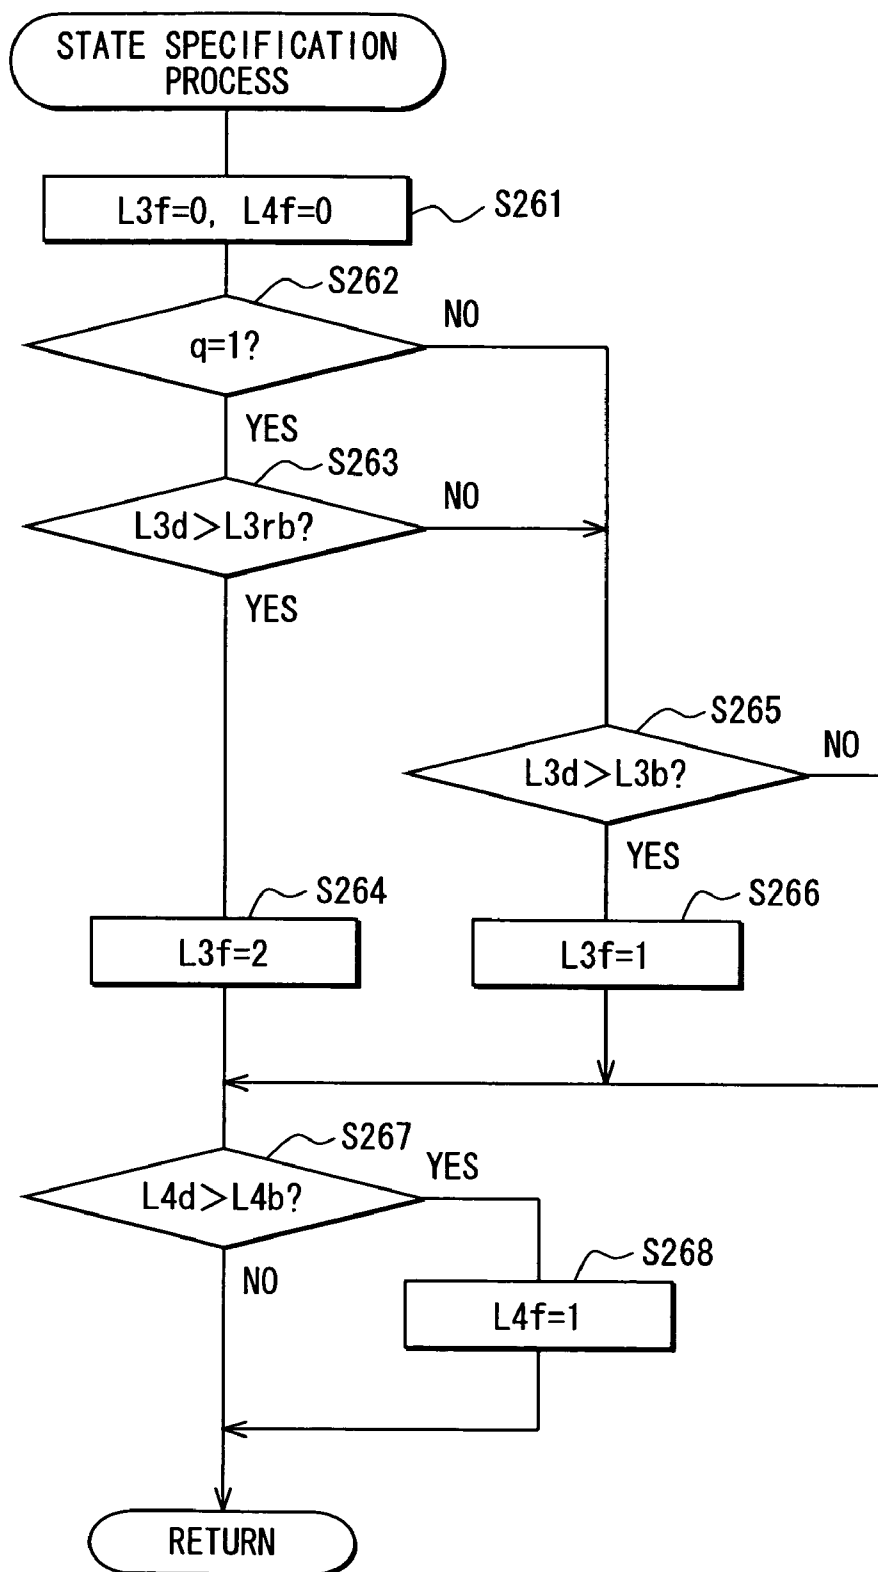 STATE SPECIFICATION
PROCESS
L3f=0, L4f=0
S261
S262
NO
q=1?
YES
S263
NO
L3d>L3rb?
YES
S265
NO
L3d>L3b?
YES
S264
S266
L3f=2
L3f=1
S267
YES
L4d>L4b?
NO
S268
L4f=1
RETURN